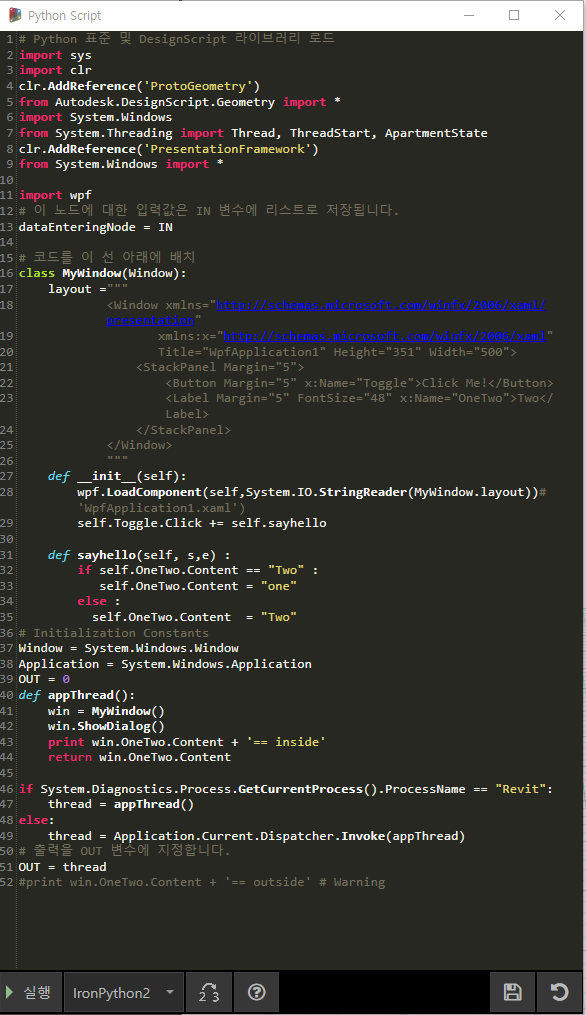 Python Script
1 # Python 표준 및 DesignScript 라이브러리 로드
2 import sys
3 import clr
4 clr.AddReference('ProtoGeometry')
5 from Autodesk.DesignScript.Geometry import *
6 import System.Windows
7 from System.Threading import Thread, ThreadStart, ApartmentState
8 clr.AddReference('PresentationFramework')
9 from System.Windows import *
10
11 import wpf
12 # 이 노드에 대한 입력값은 IN 변수에 리스트로 저장됩니다.
13 dataEnteringNode = IN
14
15 # 코드를 이 선 아래에 배치
16 class MyWindow(Window):
17     layout ="""
18             <Window xmlns="http://schemas.microsoft.com/winfx/2006/xaml/
            presentation"
19                    xmlns:x="http://schemas.microsoft.com/winfx/2006/xaml"
20                    Title="WpfApplication1" Height="351" Width="500">
21                 <StackPanel Margin="5">
22                     <Button Margin="5" x:Name="Toggle">Click Me!</Button>
23                     <Label Margin="5" FontSize="48" x:Name="OneTwo">Two</
                    Label>
24                 </StackPanel>
25             </Window>
26             """
27     def __init__(self):
28         wpf.LoadComponent(self,System.IO.StringReader(MyWindow.layout))#
        'WpfApplication1.xaml')
29         self.Toggle.Click += self.sayhello
30
31     def sayhello(self, s,e) :
32         if self.OneTwo.Content == "Two" :
33            self.OneTwo.Content = "one"
34         else :
35           self.OneTwo.Content  = "Two"
36 # Initialization Constants
37 Window = System.Windows.Window
38 Application = System.Windows.Application
39 OUT = 0
40 def appThread():
41     win = MyWindow()
42     win.ShowDialog()
43     print win.OneTwo.Content + '== inside'
44     return win.OneTwo.Content
45
46 if System.Diagnostics.Process.GetCurrentProcess().ProcessName == "Revit":
47     thread = appThread()
48 else:
49     thread = Application.Current.Dispatcher.Invoke(appThread)
50 # 출력을 OUT 변수에 지정합니다.
51 OUT = thread
52 #print win.OneTwo.Content + '== outside' # Warning
실행 IronPython2 2 3 ?